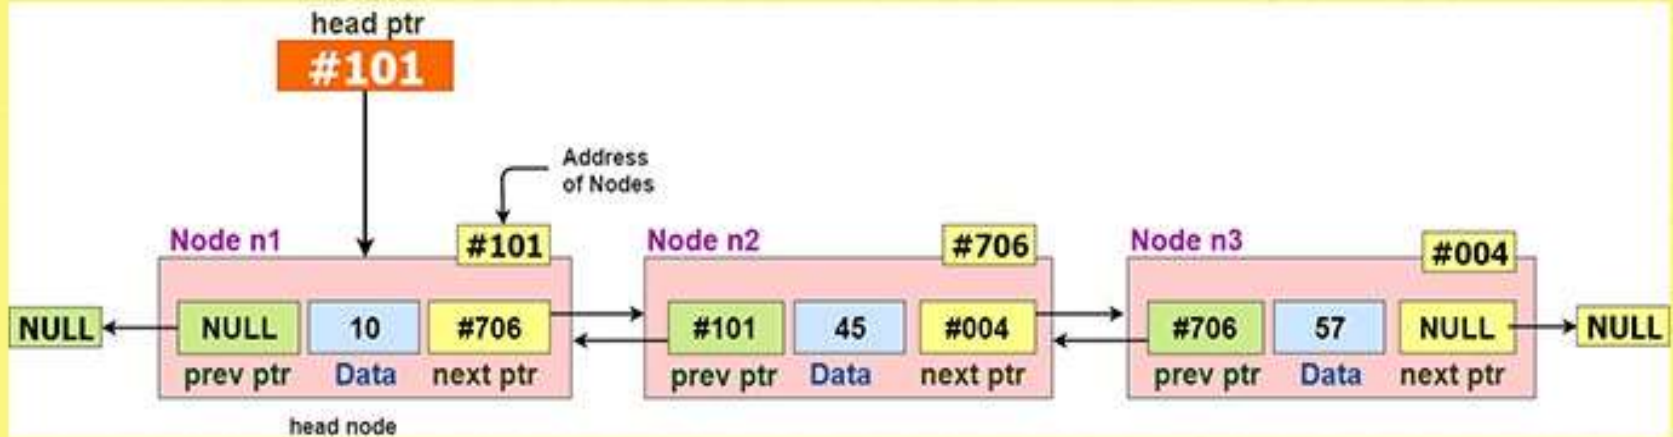 head ptr
#101
Address
of Nodes
Node n1
#101
Node n2
#706
Node n3
#004
NULL
NULL
10
#706
#101
45
#004
#706
57
NULL
NULL
prev ptr
Data
next ptr
prev ptr
Data
next ptr
prev ptr
Data
next ptr
head node